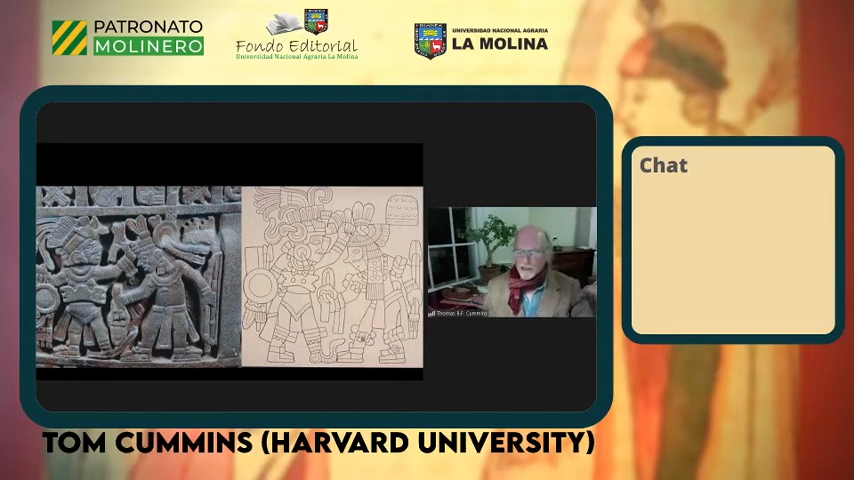 PATRONATO
MOLINERO
Fondo Editorial
Universidad Nacional Agraria La Molina
UNIVERSIDAD NACIONAL AGRARIA
LA MOLINA
Chat
Thomas B.F. Cummins
TOM CUMMINS (HARVARD UNIVERSITY)